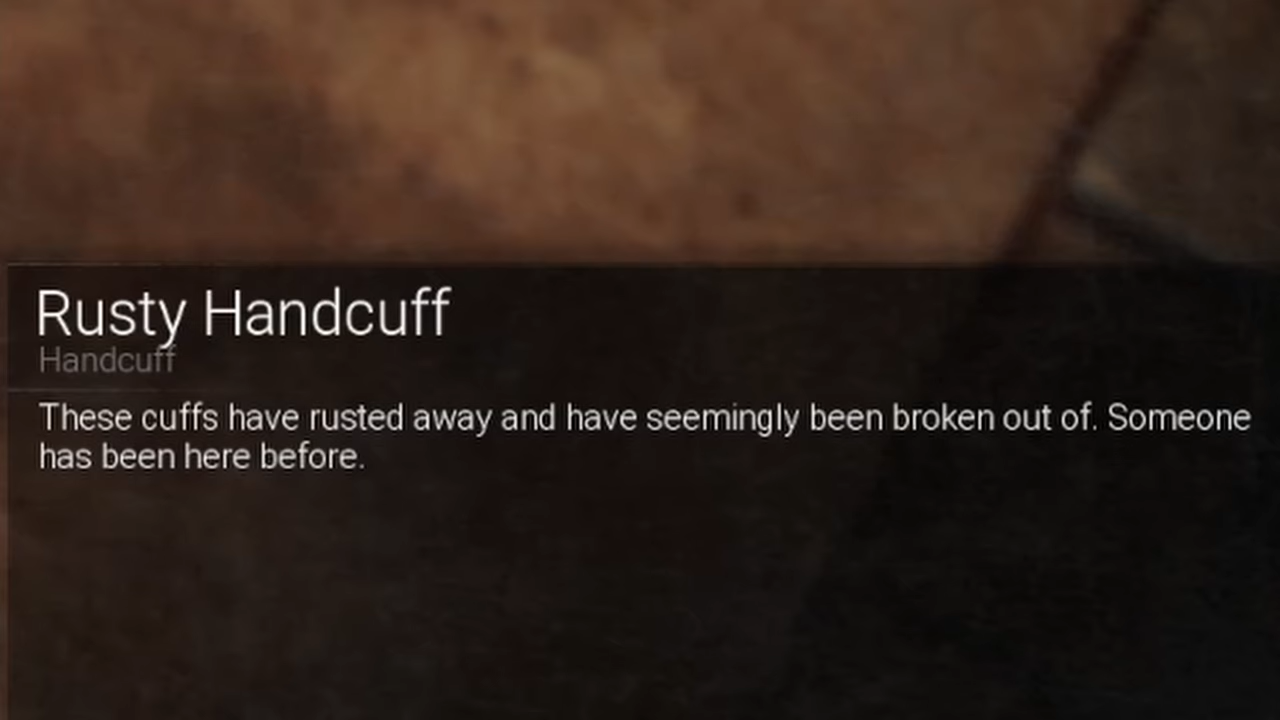 Rusty Handcuff
Handcuff
These cuffs have rusted away and have seemingly been broken out of. Someone
has been here before.